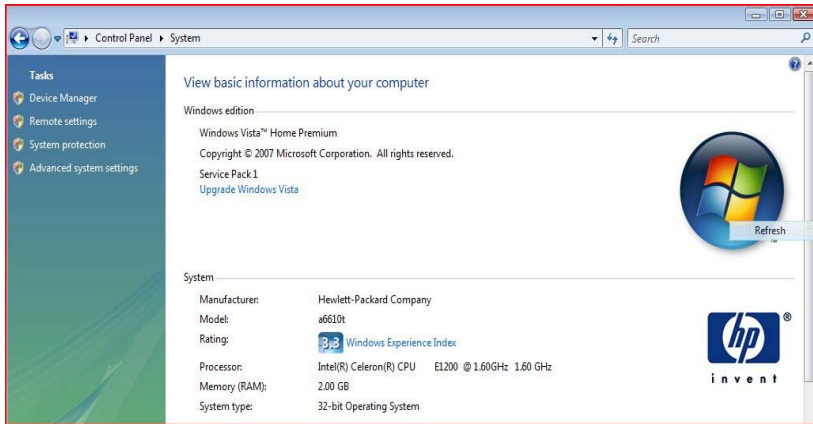 Control Panel ▸ System
Search
Tasks
Device Manager
Remote settings
System protection
Advanced system settings
View basic information about your computer
Windows edition
Windows Vista™ Home Premium
Copyright © 2007 Microsoft Corporation. All rights reserved.
Service Pack 1
Upgrade Windows Vista
Refresh
System
Manufacturer: Hewlett-Packard Company
Model: a6610t
Rating: 3.3 Windows Experience Index
Processor: Intel(R) Celeron(R) CPU E1200 @ 1.60GHz 1.60 GHz
Memory (RAM): 2.00 GB
System type: 32-bit Operating System
hp ®
invent